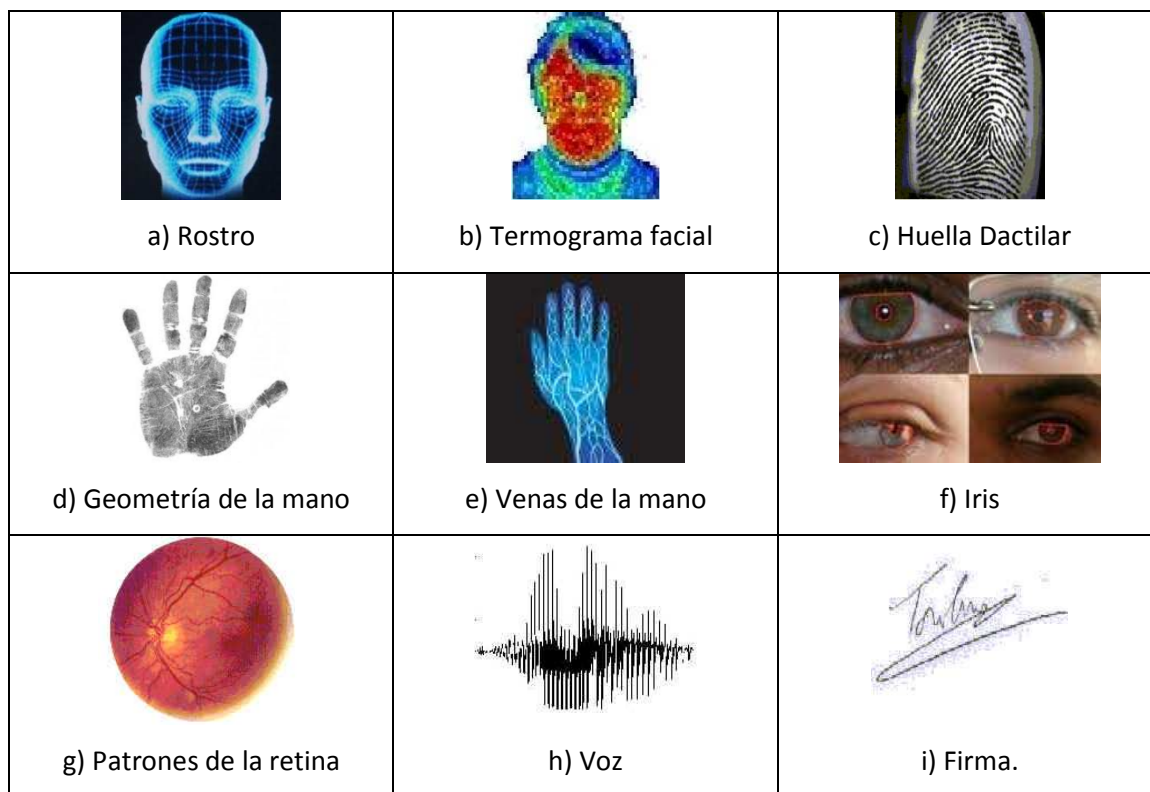 a) Rostro
b) Termograma facial
c) Huella Dactilar
d) Geometría de la mano
e) Venas de la mano
f) Iris
g) Patrones de la retina
h) Voz
i) Firma.